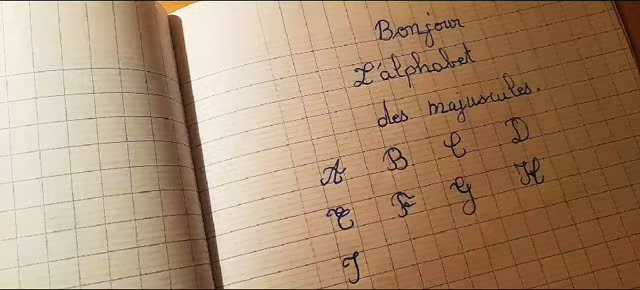 Bonjour
L'alphabet
des majuscules.
A B C D
E F G H
I